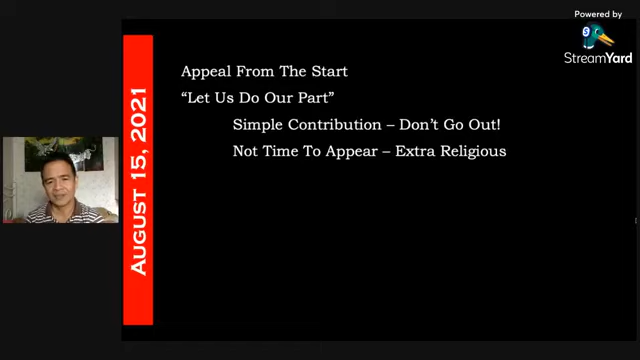 Powered by
StreamYard
AUGUST 15, 2021
Appeal From The Start
“Let Us Do Our Part”
Simple Contribution – Don’t Go Out!
Not Time To Appear – Extra Religious